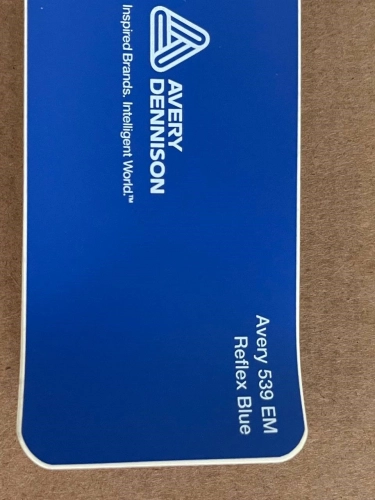 AVERY
DENNISON
Inspired Brands. Intelligent World.™
Avery 539 EM
Reflex Blue